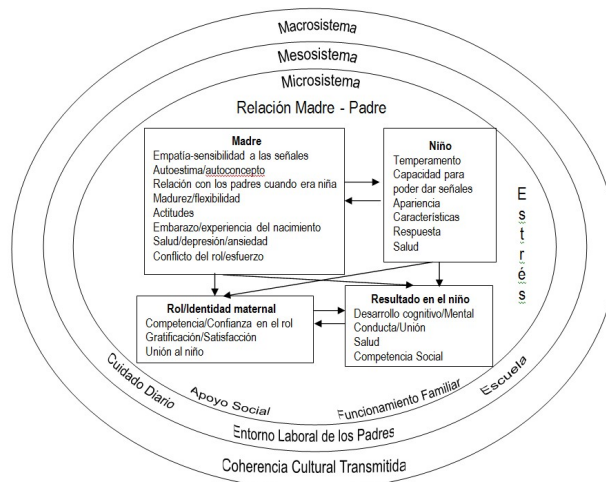 Macrosistema
Mesosistema
Microsistema
Relación Madre - Padre
Madre
Empatía-sensibilidad a las señales
Autoestima/autoconcepto
Relación con los padres cuando era niña
Madurez/flexibilidad
Actitudes
Embarazo/experiencia del nacimiento
Salud/depresión/ansiedad
Conflicto del rol/esfuerzo
Niño
Temperamento
Capacidad para
poder dar señales
Apariencia
Características
Respuesta
Salud
Estrés
Rol/Identidad maternal
Competencia/Confianza en el rol
Gratificación/Satisfacción
Unión al niño
Resultado en el niño
Desarrollo cognitivo/Mental
Conducta/Unión
Salud
Competencia Social
Cuidado Diario
Apoyo Social
Funcionamiento Familiar
Escuela
Entorno Laboral de los Padres
Coherencia Cultural Transmitida